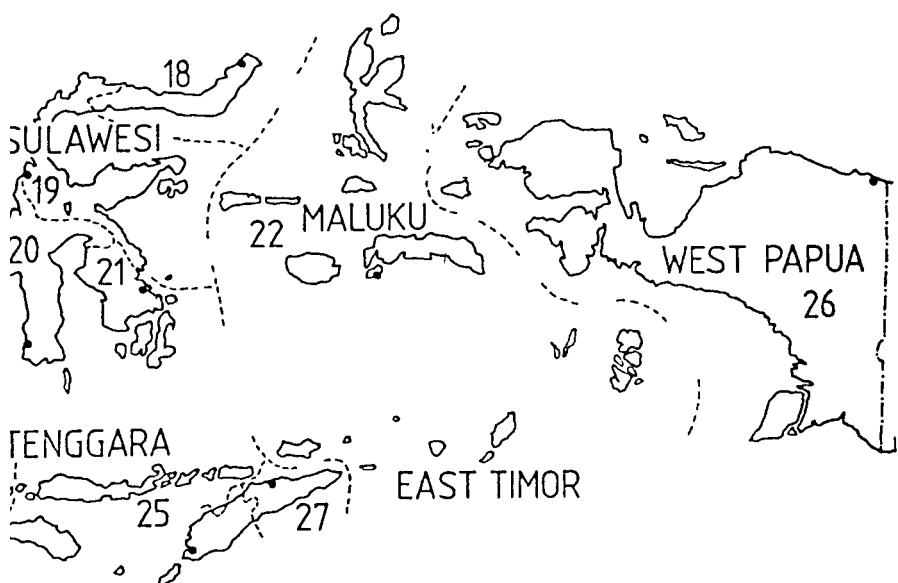 18
SULAWESI
19
22 MALUKU
20
21
WEST PAPUA
26
TENGGARA
EAST TIMOR
25
27